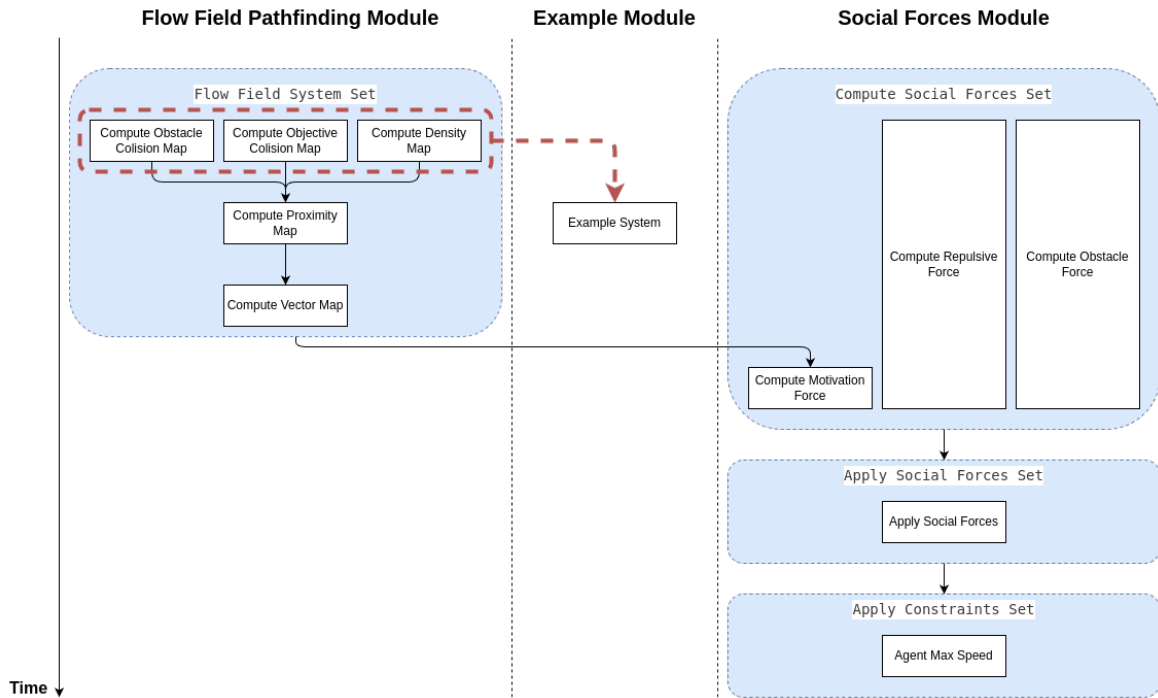 Flow Field Pathfinding Module
Example Module
Social Forces Module
Flow Field System Set
Compute Social Forces Set
Compute Obstacle
Colision Map
Compute Objective
Colision Map
Compute Density
Map
Compute Proximity
Map
Example System
Compute Repulsive
Force
Compute Obstacle
Force
Compute Vector Map
Compute Motivation
Force
Apply Social Forces Set
Apply Social Forces
Apply Constraints Set
Agent Max Speed
Time